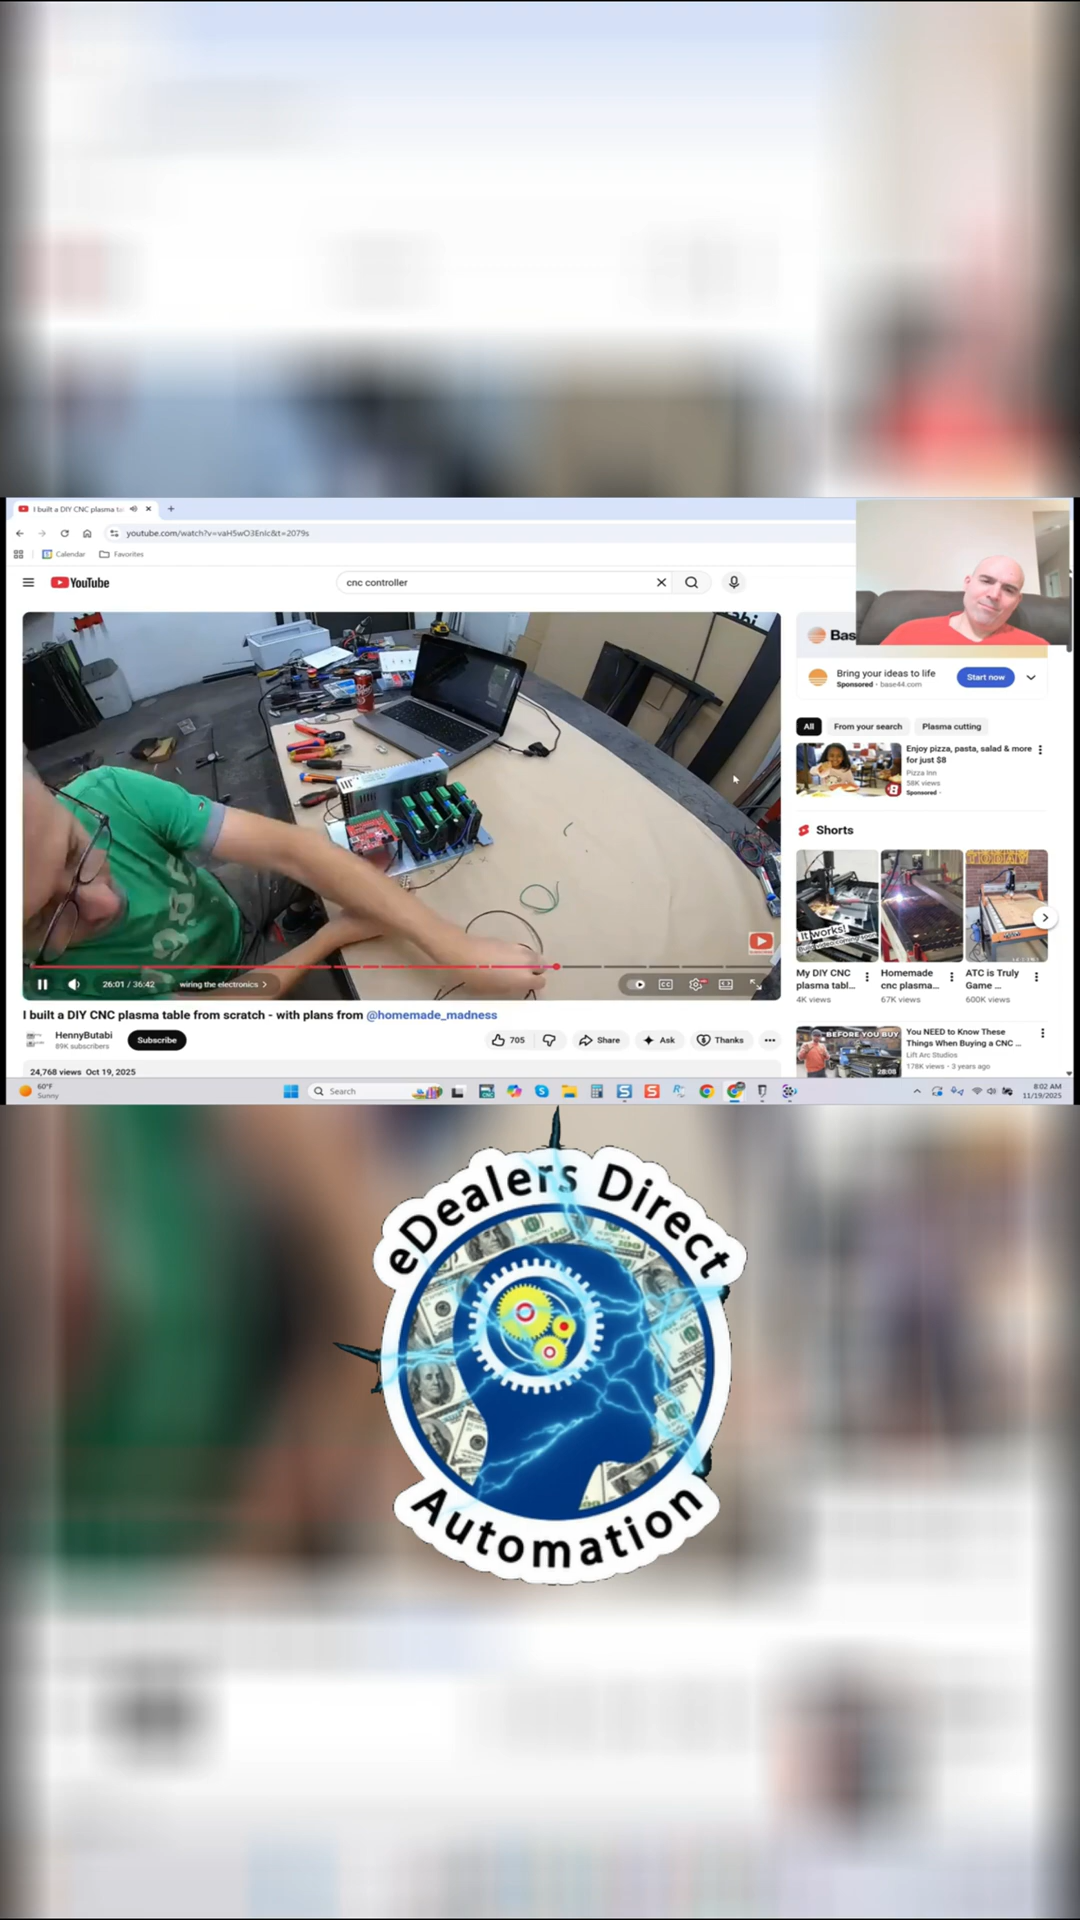 I built a DIY CNC plasma ta
youtube.com/watch?v=vaH5wO3EnIc&t=2079s
Calendar
Favorites
YouTube
cnc controller
Bas
Bring your ideas to life
Sponsored · base44.com
Start now
All
From your search
Plasma cutting
Enjoy pizza, pasta, salad & more
for just $8
Pizza Inn
58K views
Sponsored ·
Shorts
It works!
TODAY
My DIY CNC
plasma tabl...
4K views
Homemade
cnc plasma...
67K views
ATC is Truly
Game ...
600K views
26:01 / 36:42
wiring the electronics >
CC
I built a DIY CNC plasma table from scratch - with plans from @homemade_madness
HennyButabi
89K subscribers
Subscribe
705
Share
Ask
Thanks
24,768 views Oct 19, 2025
BEFORE YOU BUY
28:08
You NEED to Know These
Things When Buying a CNC ...
Lift Arc Studios
178K views · 3 years ago
60°F
Sunny
Search
8:02 AM
11/19/2025
eDealers Direct
Automation